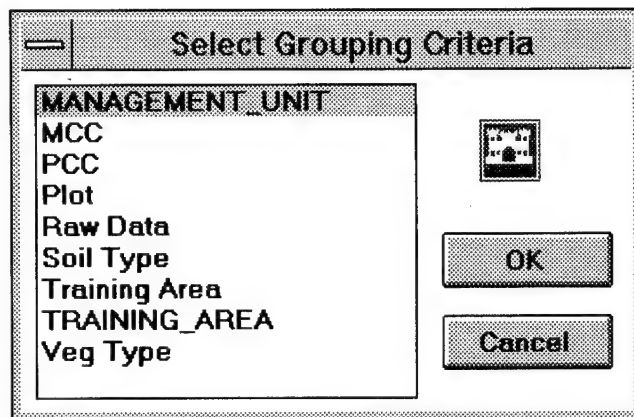 Select Grouping Criteria
MANAGEMENT_UNIT
MCC
PCC
Plot
Raw Data
Soil Type
Training Area
TRAINING_AREA
Veg Type
OK
Cancel